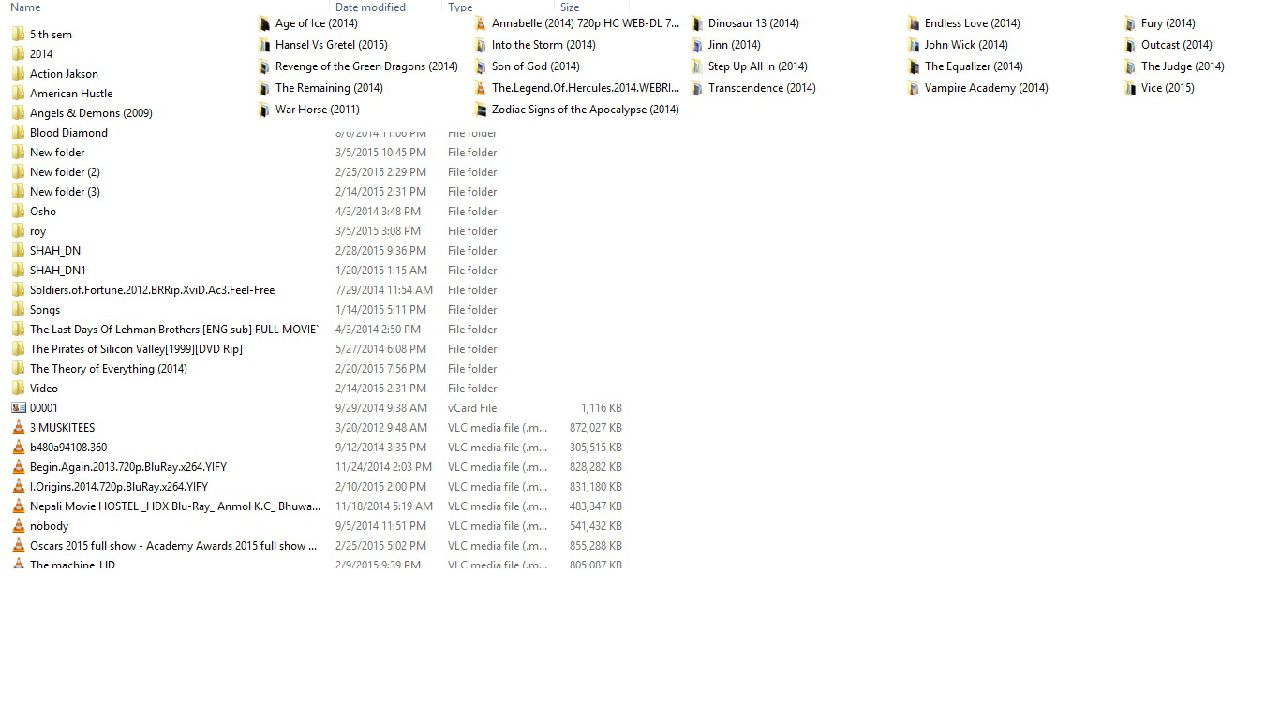 Name Date modified Type Size
Age of Ice (2014) Annabelle (2014) 720p HC WEB-DL 7... Dinosaur 13 (2014) Endless Love (2014) Fury (2014)
5 th sem
Hansel Vs Gretel (2015) Into the Storm (2014) Jinn (2014) John Wick (2014) Outcast (2014)
2014
Revenge of the Green Dragons (2014) Son of God (2014) Step Up All in (2014) The Equalizer (2014) The Judge (2014)
Action Jakson
The Remaining (2014) The.Legend.Of.Hercules.2014.WEBRI... Transcendence (2014) Vampire Academy (2014) Vice (2015)
American Hustle
War Horse (2011) Zodiac Signs of the Apocalypse (2014)
Angels & Demons (2009)
Blood Diamond 8/6/2014 11:06 PM File folder
New folder 3/5/2015 10:45 PM File folder
New folder (2) 2/25/2015 2:29 PM File folder
New folder (3) 2/14/2015 2:31 PM File folder
Osho 4/3/2014 3:48 PM File folder
roy 3/5/2015 3:08 PM File folder
SHAH_DN 2/28/2015 9:36 PM File folder
SHAH_DN1 1/20/2015 1:15 AM File folder
Soldiers.of.Fortune.2012.BRRip.XviD.Ac3.Feel-Free 7/29/2014 11:54 AM File folder
Songs 1/14/2015 5:11 PM File folder
The Last Days Of Lehman Brothers [ENG sub] FULL MOVIE` 4/3/2014 2:50 PM File folder
The Pirates of Silicon Valley[1999][DVD Rip] 5/27/2014 6:08 PM File folder
The Theory of Everything (2014) 2/20/2015 7:56 PM File folder
Video 2/14/2015 2:31 PM File folder
00001 9/29/2014 9:38 AM vCard File 1,116 KB
3 MUSKITEES 3/20/2012 9:48 AM VLC media file (.m... 872,027 KB
b480a94108.360 9/12/2014 3:35 PM VLC media file (.m... 305,515 KB
Begin.Again.2013.720p.BluRay.x264.YIFY 11/24/2014 2:03 PM VLC media file (.m... 828,282 KB
I.Origins.2014.720p.BluRay.x264.YIFY 2/10/2015 2:00 PM VLC media file (.m... 831,180 KB
Nepali Movie HOSTEL _HDX Blu-Ray_ Anmol K.C_ Bhuwa... 11/18/2014 5:19 AM VLC media file (.m... 483,347 KB
nobody 9/5/2014 11:51 PM VLC media file (.m... 541,432 KB
Oscars 2015 full show - Academy Awards 2015 full show ... 2/25/2015 5:02 PM VLC media file (.m... 855,288 KB
The machine HD 2/9/2015 9:39 PM VLC media file (.m... 805,087 KB